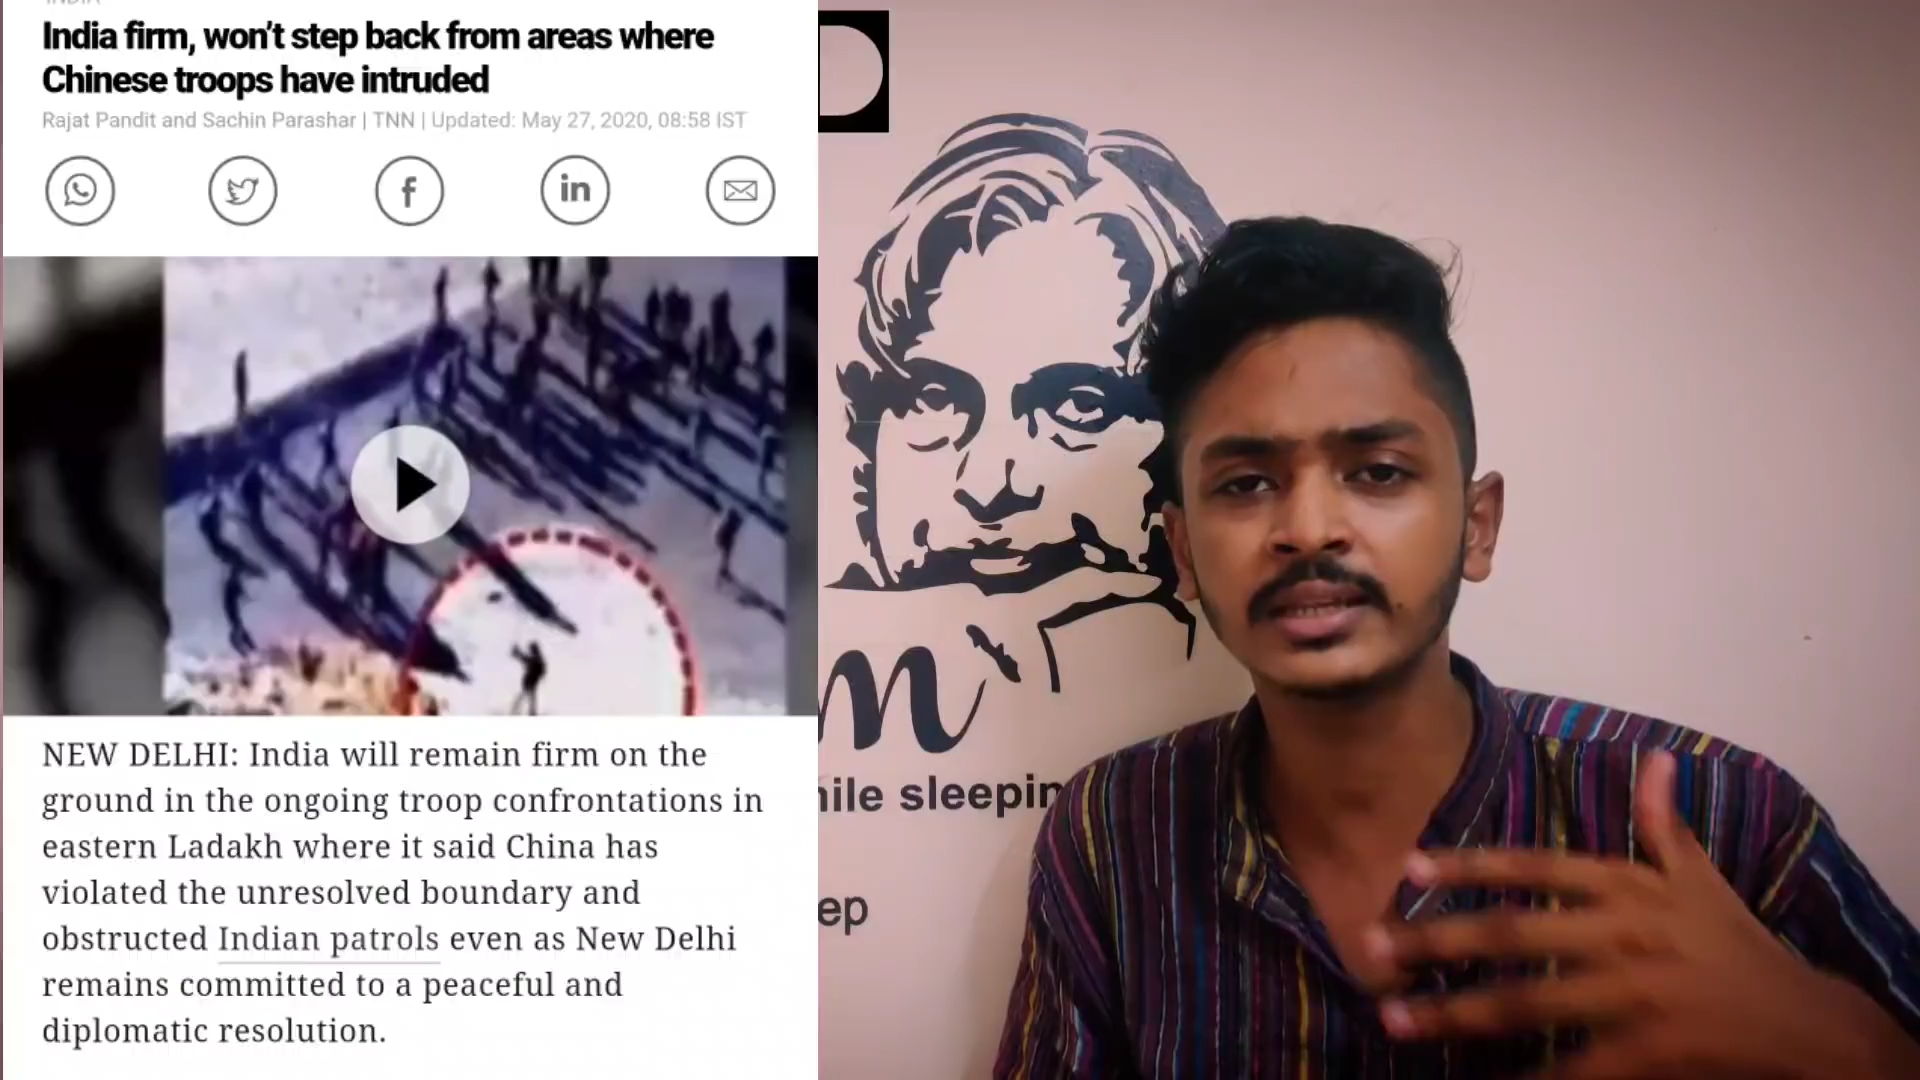 India firm, won't step back from areas where
Chinese troops have intruded
Rajat Pandit and Sachin Parashar | TNN | Updated: May 27, 2020, 08:58 IST
NEW DELHI: India will remain firm on the
ground in the ongoing troop confrontations in
eastern Ladakh where it said China has
violated the unresolved boundary and
obstructed Indian patrols even as New Delhi
remains committed to a peaceful and
diplomatic resolution.
sleeping